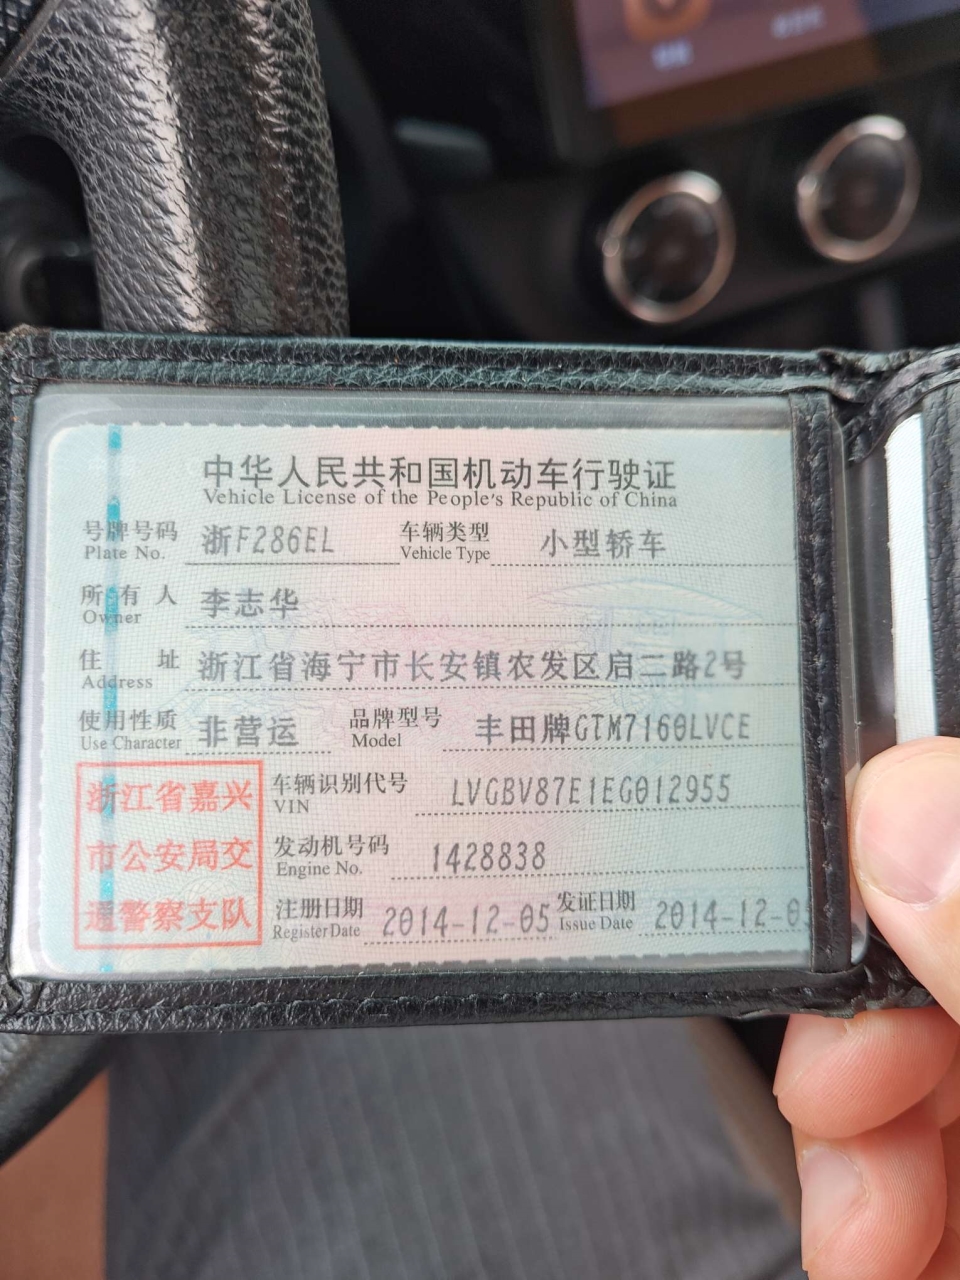 中华人民共和国机动车行驶证
Vehicle License of the People's Republic of China
号牌号码 浙F286EL 车辆类型 小型轿车
Plate No. Vehicle Type
所有人 李志华
Owner
住址 浙江省海宁市长安镇农发区启二路2号
Address
使用性质 非营运 品牌型号 丰田牌GTM7160LVCE
Use Character Model
浙江省嘉兴
市公安局交
通警察支队
车辆识别代号 LVGBV87E1EG012955
VIN
发动机号码 1428838
Engine No.
注册日期 2014-12-05 发证日期 2014-12-05
Register Date Issue Date